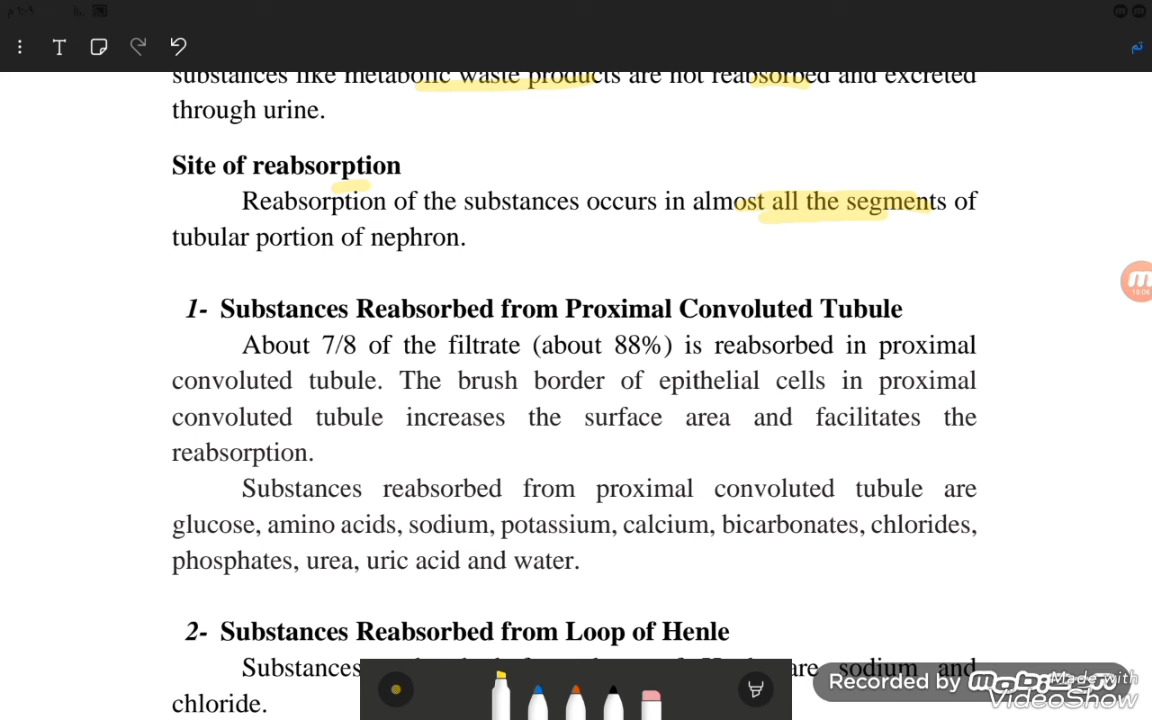 T
تم
substances like metabolic waste products are not reabsorbed and excreted
through urine.
Site of reabsorption
Reabsorption of the substances occurs in almost all the segments of
tubular portion of nephron.
1- Substances Reabsorbed from Proximal Convoluted Tubule
About 7/8 of the filtrate (about 88%) is reabsorbed in proximal
convoluted tubule. The brush border of epithelial cells in proximal
convoluted tubule increases the surface area and facilitates the
reabsorption.
Substances reabsorbed from proximal convoluted tubule are
glucose, amino acids, sodium, potassium, calcium, bicarbonates, chlorides,
phosphates, urea, uric acid and water.
2- Substances Reabsorbed from Loop of Henle
Substances are sodium and
chloride.
Recorded by
Made with
VideoShow